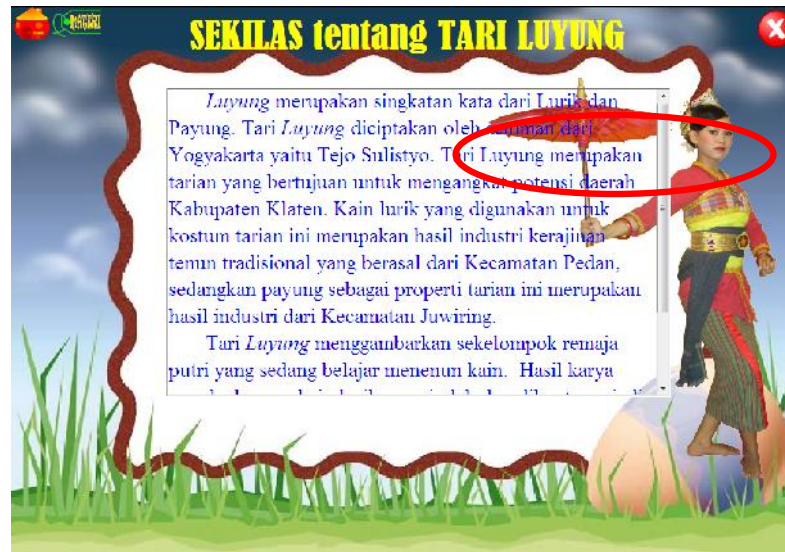 MATERI
SEKILAS tentang TARI LUYUNG
Luyung merupakan singkatan kata dari Lurik dan
Payung. Tari Luyung diciptakan oleh seniman dari
Yogyakarta yaitu Tejo Sulistyo. Tari Luyung merupakan
tarian yang bertujuan untuk mengangkat potensi daerah
Kabupaten Klaten. Kain lurik yang digunakan untuk
kostum tarian ini merupakan hasil industri kerajinan
tenun tradisional yang berasal dari Kecamatan Pedan,
sedangkan payung sebagai properti tarian ini merupakan
hasil industri dari Kecamatan Juwiring.
Tari Luyung menggambarkan sekelompok remaja
putri yang sedang belajar menenun kain. Hasil karya